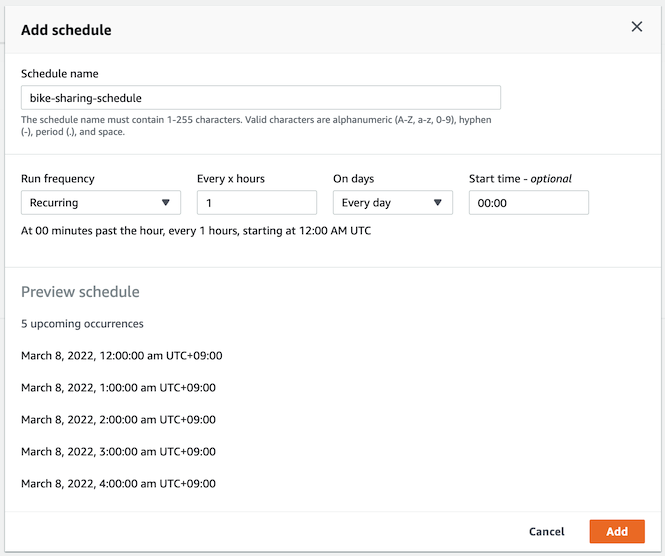 Add schedule
Schedule name
bike-sharing-schedule
The schedule name must contain 1-255 characters. Valid characters are alphanumeric (A-Z, a-z, 0-9), hyphen
(-), period (.), and space.
Run frequency
Every x hours
On days
Start time - optional
Recurring
1
Every day
00:00
At 00 minutes past the hour, every 1 hours, starting at 12:00 AM UTC
Preview schedule
5 upcoming occurrences
March 8, 2022, 12:00:00 am UTC+09:00
March 8, 2022, 1:00:00 am UTC+09:00
March 8, 2022, 2:00:00 am UTC+09:00
March 8, 2022, 3:00:00 am UTC+09:00
March 8, 2022, 4:00:00 am UTC+09:00
Cancel
Add